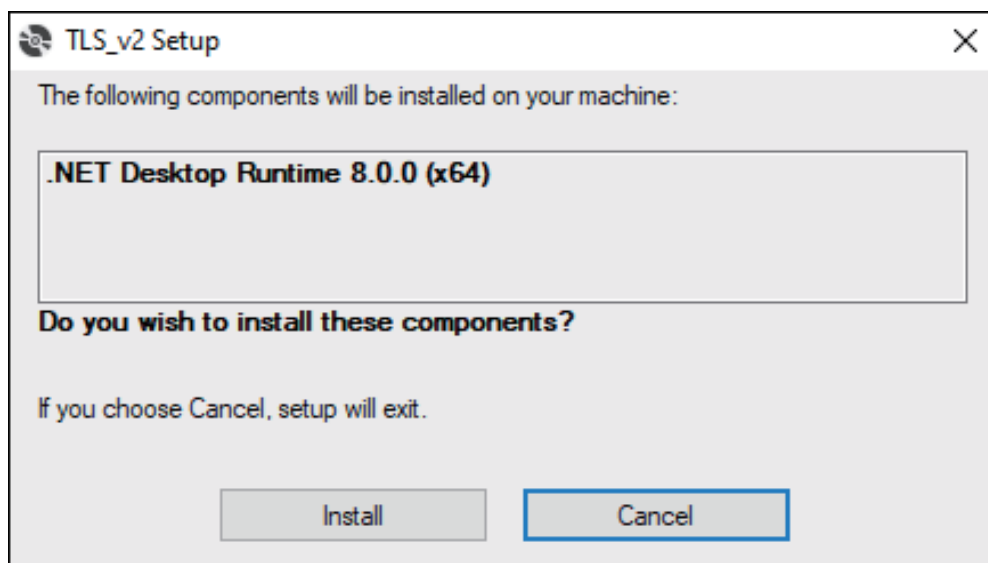 TLS_v2 Setup
The following components will be installed on your machine:
.NET Desktop Runtime 8.0.0 (x64)
Do you wish to install these components?
If you choose Cancel, setup will exit.
Install
Cancel